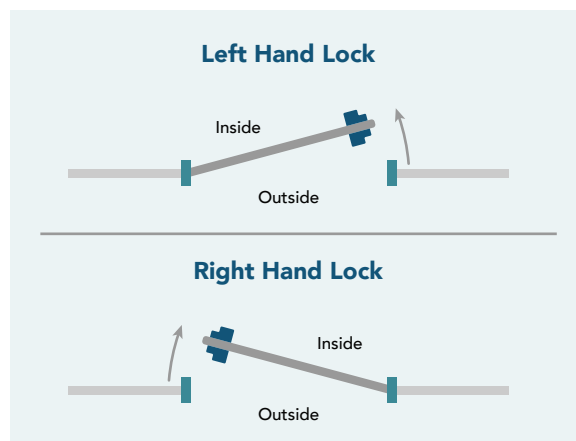 Left Hand Lock
Inside
Outside
Right Hand Lock
Inside
Outside